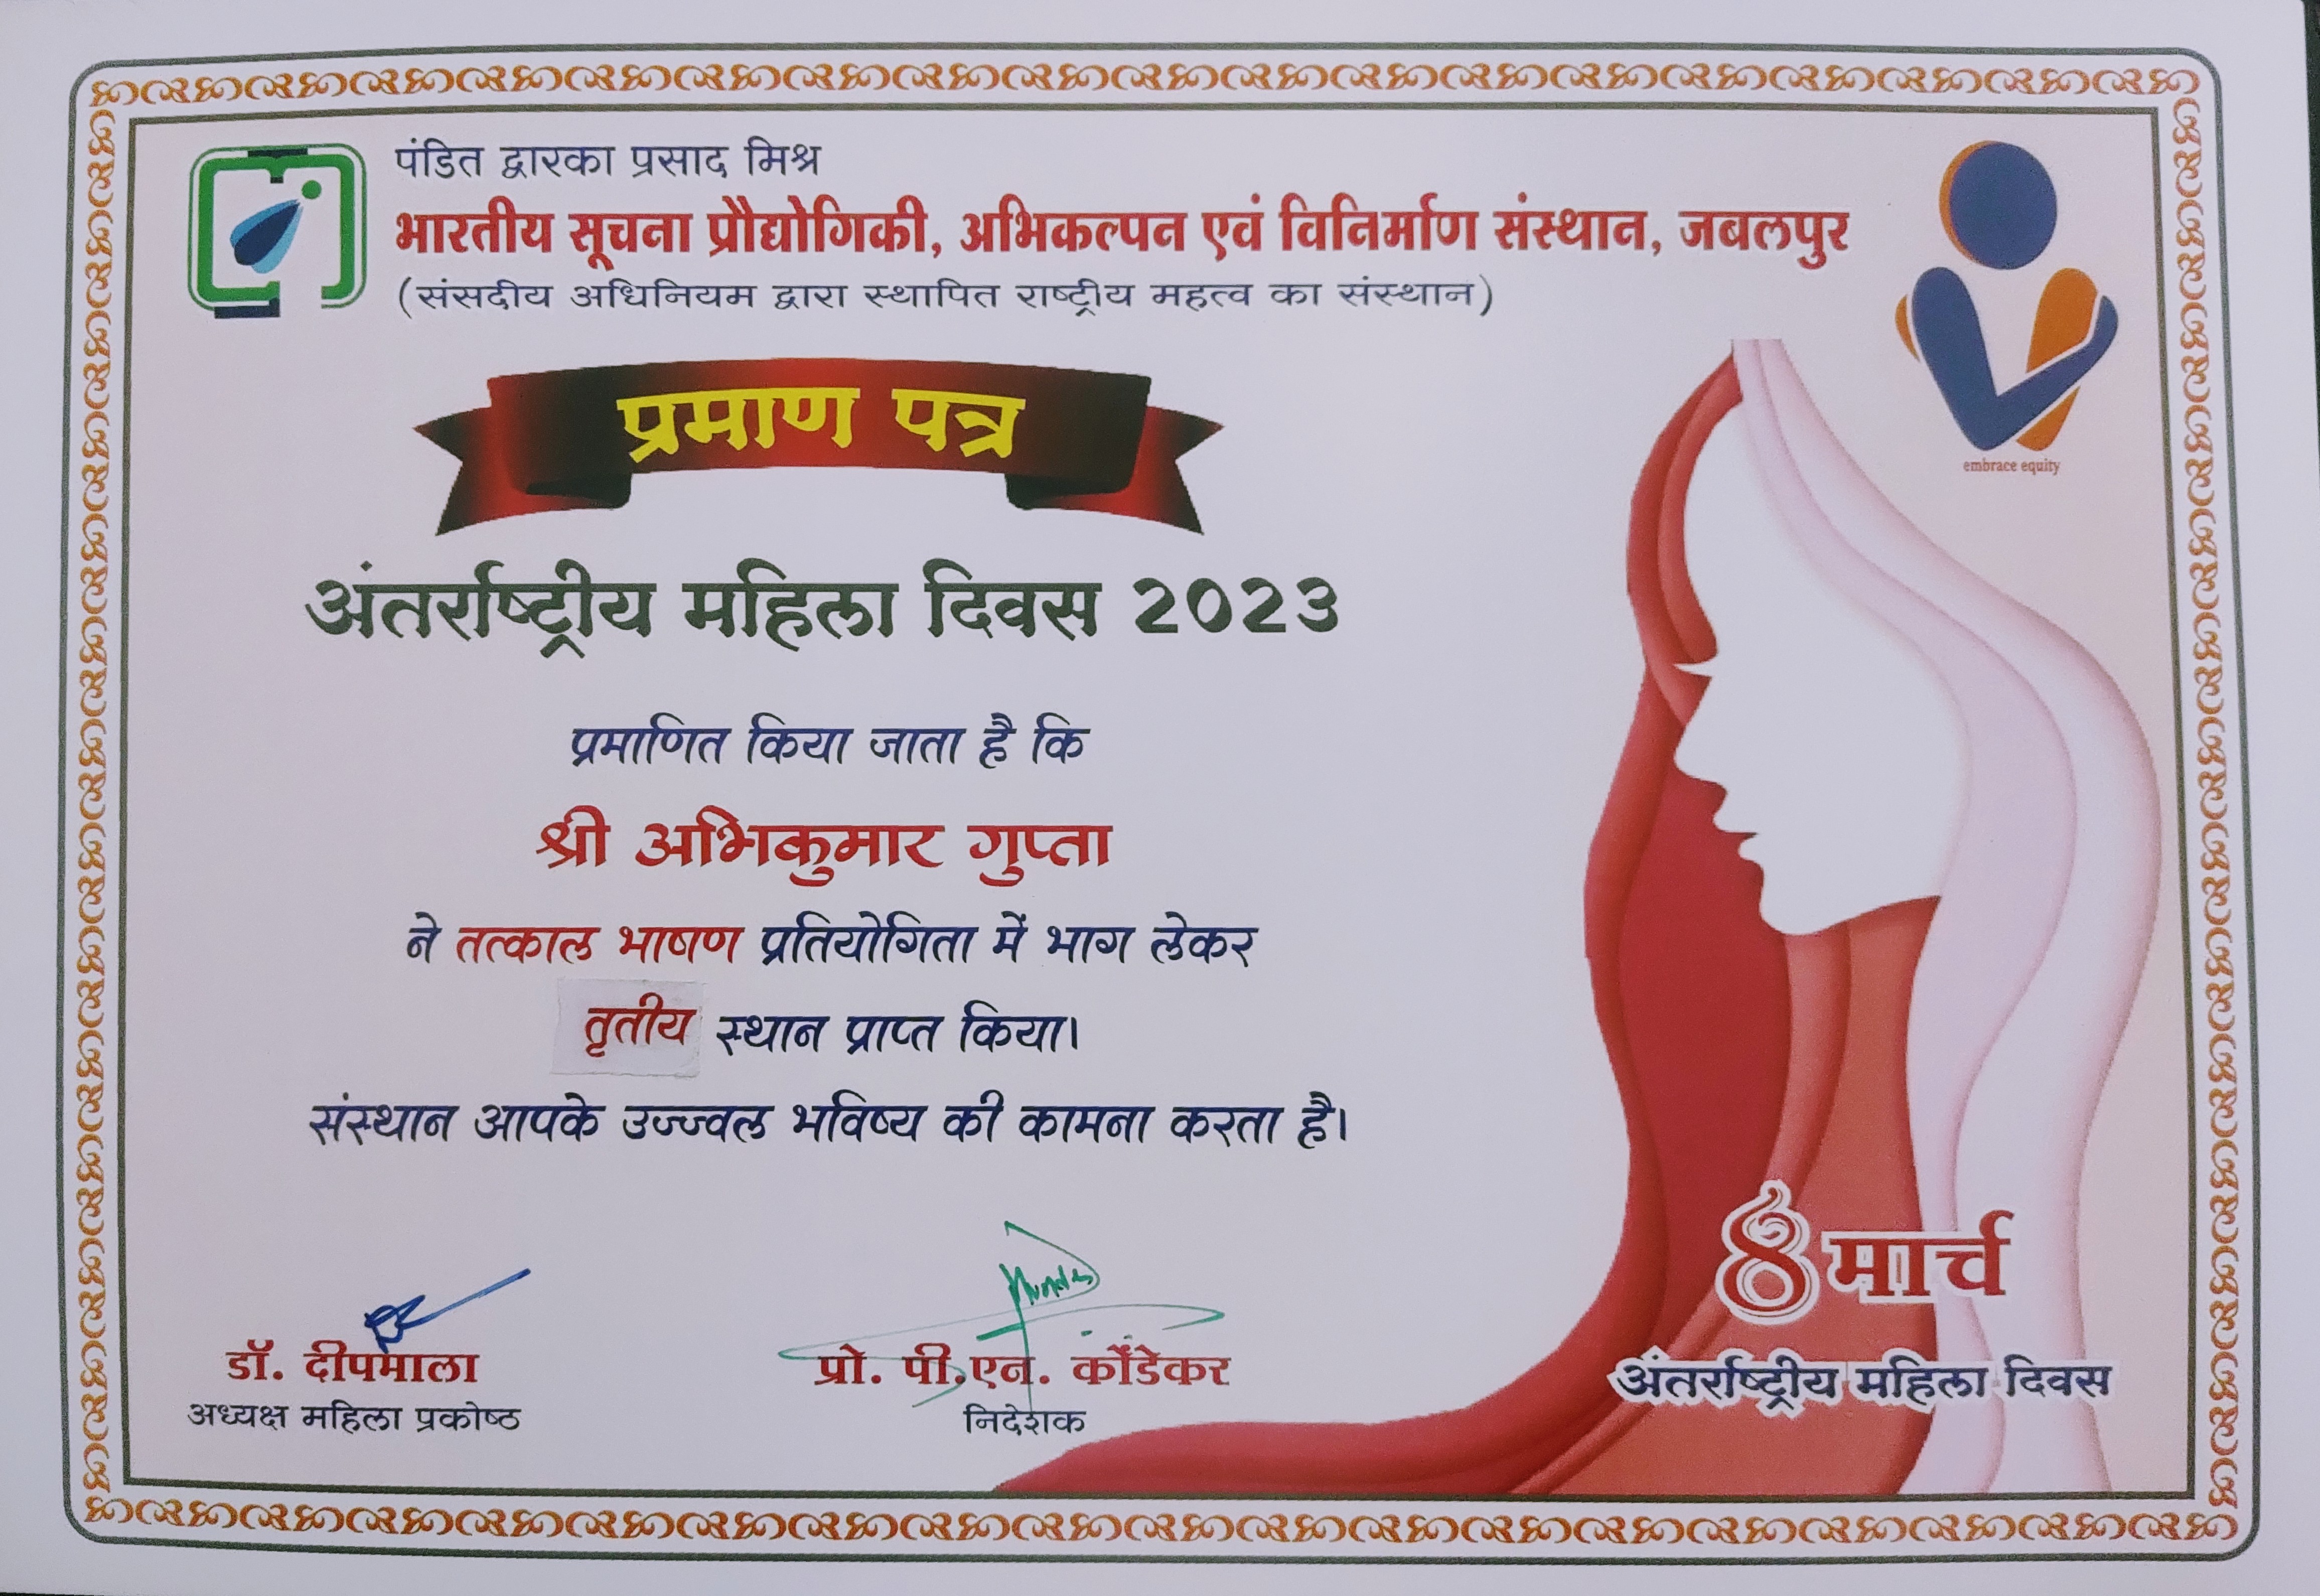 पंडित द्वारका प्रसाद मिश्र
भारतीय सूचना प्रौद्योगिकी, अभिकल्पन एवं विनिर्माण संस्थान, जबलपुर
(संसदीय अधिनियम द्वारा स्थापित राष्ट्रीय महत्व का संस्थान)
embrace equity
प्रमाण पत्र
अंतर्राष्ट्रीय महिला दिवस 2023
प्रमाणित किया जाता है कि
श्री अभिकुमार गुप्ता
ने तत्काल भाषण प्रतियोगिता में भाग लेकर
तृतीय स्थान प्राप्त किया।
संस्थान आपके उज्ज्वल भविष्य की कामना करता है।
डॉ. दीपमाला
अध्यक्ष महिला प्रकोष्ठ
प्रो. पी.एन. कोंडेकर
निदेशक
8 मार्च
अंतर्राष्ट्रीय महिला दिवस